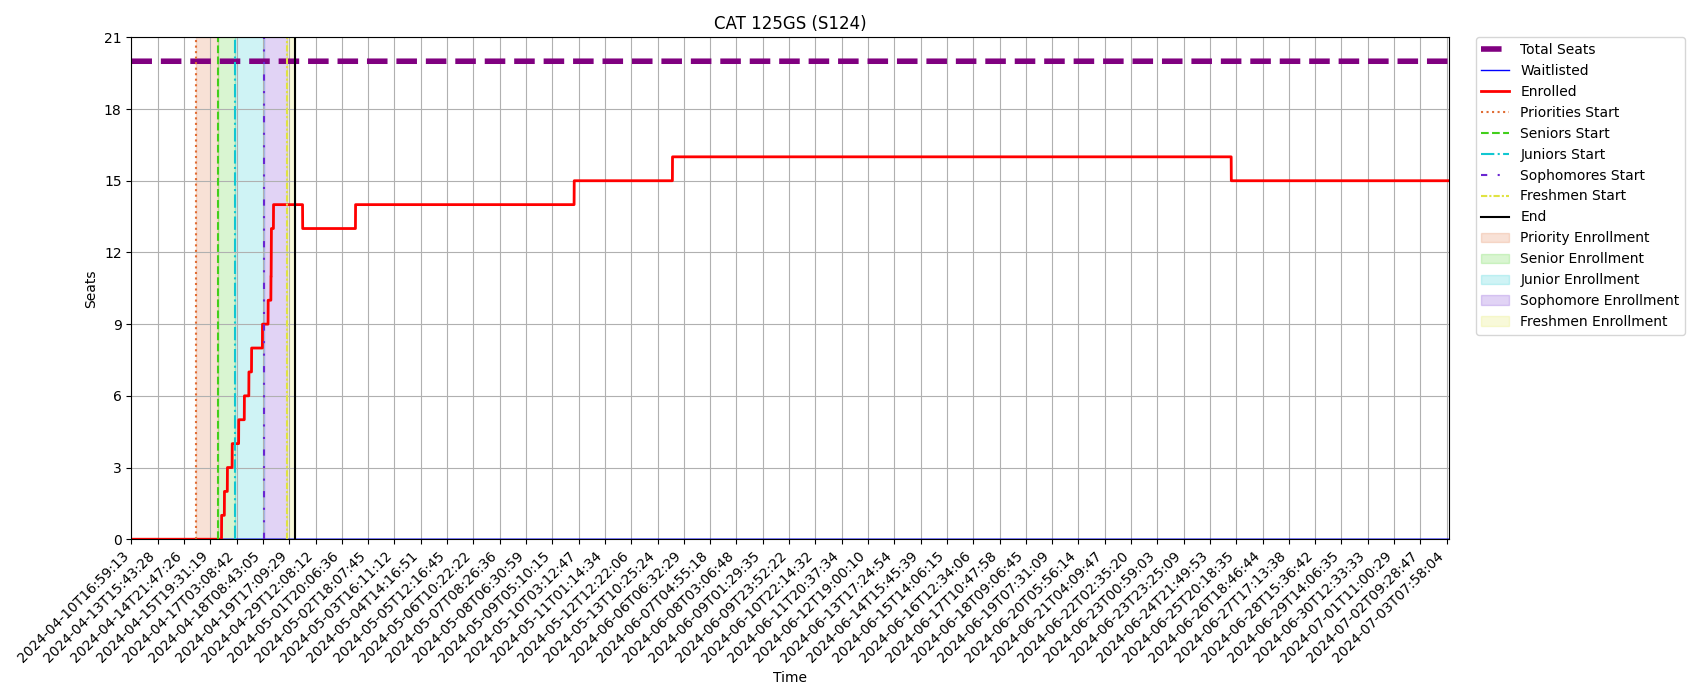 CAT 125GS (S124)
21
18
15
12
9
6
3
0
Seats
2024-04-10T16:59:13
2024-04-13T15:43:28
2024-04-14T21:47:26
2024-04-15T19:31:19
2024-04-17T03:08:42
2024-04-18T08:43:05
2024-04-19T17:09:29
2024-04-29T12:08:12
2024-05-01T20:06:36
2024-05-02T18:07:45
2024-05-03T16:11:12
2024-05-04T14:16:51
2024-05-05T12:16:45
2024-05-06T10:22:22
2024-05-07T08:26:36
2024-05-08T06:30:59
2024-05-09T05:10:15
2024-05-10T03:12:47
2024-05-11T01:14:34
2024-05-12T12:22:06
2024-05-13T10:25:24
2024-06-06T06:32:29
2024-06-07T04:55:18
2024-06-08T03:06:48
2024-06-09T01:29:35
2024-06-09T23:52:22
2024-06-10T22:14:32
2024-06-11T20:37:34
2024-06-12T19:00:10
2024-06-13T17:24:54
2024-06-14T15:45:39
2024-06-15T14:06:15
2024-06-16T12:34:06
2024-06-17T10:47:58
2024-06-18T09:06:45
2024-06-19T07:31:09
2024-06-20T05:56:14
2024-06-21T04:09:47
2024-06-22T02:35:20
2024-06-23T00:59:03
2024-06-23T23:25:09
2024-06-24T21:49:53
2024-06-25T20:18:35
2024-06-26T18:46:44
2024-06-27T17:13:38
2024-06-28T15:36:42
2024-06-29T14:06:35
2024-06-30T12:33:33
2024-07-01T11:00:29
2024-07-02T09:28:47
2024-07-03T07:58:04
Time
Total Seats
Waitlisted
Enrolled
Priorities Start
Seniors Start
Juniors Start
Sophomores Start
Freshmen Start
End
Priority Enrollment
Senior Enrollment
Junior Enrollment
Sophomore Enrollment
Freshmen Enrollment